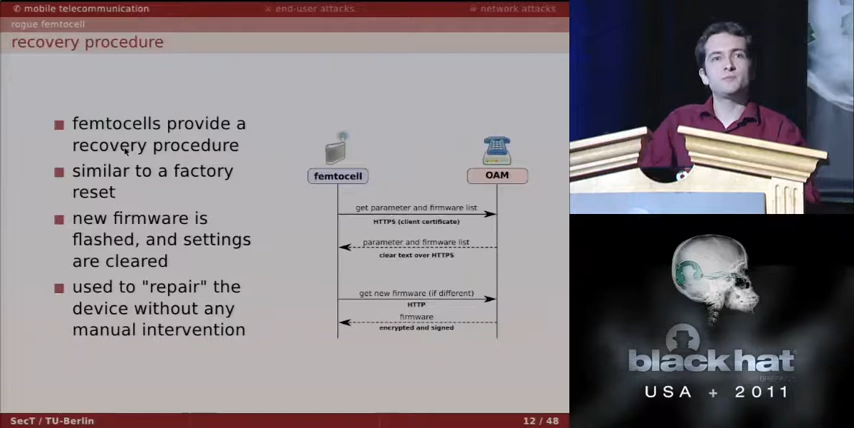 ✆ mobile telecommunication
⚔ end-user attacks
☠ network attacks
rogue femtocell
recovery procedure
■ femtocells provide a
recovery procedure
■ similar to a factory
reset
■ new firmware is
flashed, and settings
are cleared
■ used to "repair" the
device without any
manual intervention
femtocell
OAM
get parameter and firmware list
HTTPS (client certificate)
parameter and firmware list
clear text over HTTPS
get new firmware (if different)
HTTP
firmware
encrypted and signed
SecT / TU-Berlin
12 / 48
black hat
USA + 2011